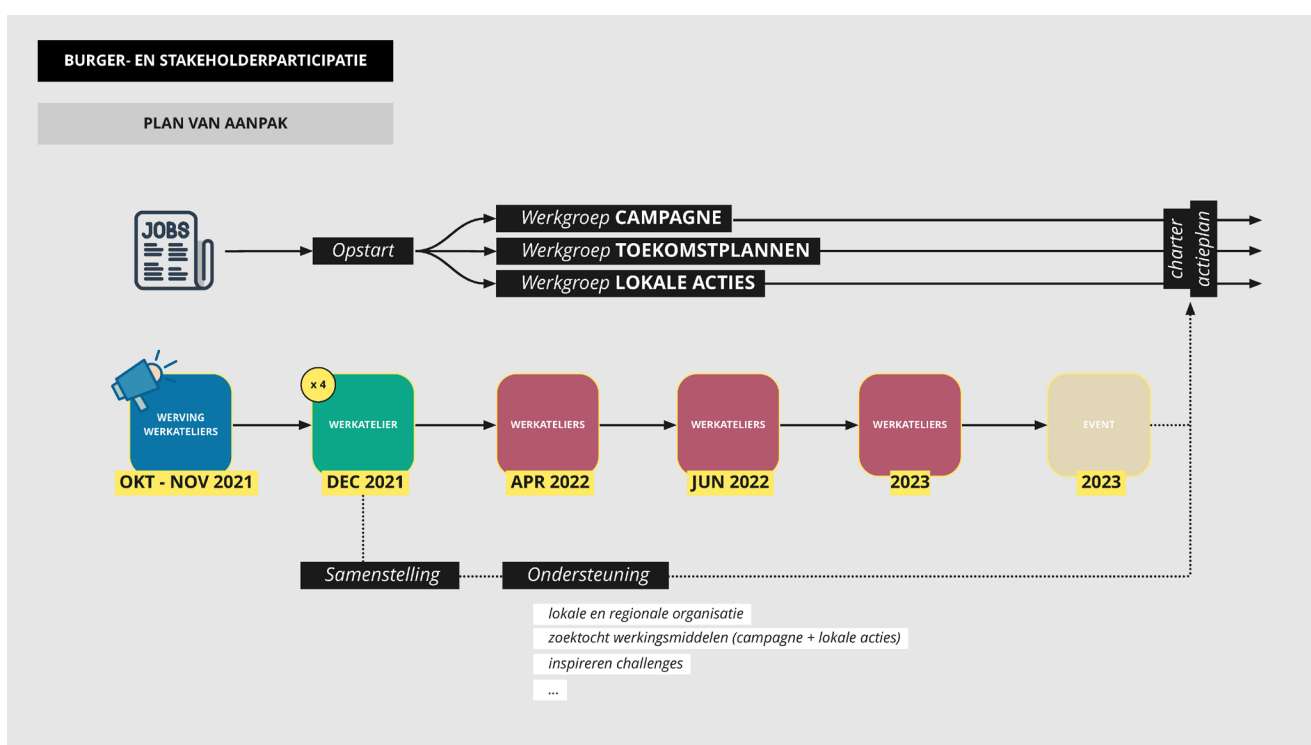 BURGER- EN STAKEHOLDERPARTICIPATIE
PLAN VAN AANPAK
JOBS
Opstart
Werkgroep CAMPAGNE
Werkgroep TOEKOMSTPLANNEN
Werkgroep LOKALE ACTIES
charter
actieplan
WERVING
WERKATELIERS
OKT - NOV 2021
x 4
WERKATELIER
DEC 2021
WERKATELIERS
APR 2022
WERKATELIERS
JUN 2022
WERKATELIERS
2023
EVENT
2023
Samenstelling
Ondersteuning
lokale en regionale organisatie
zoektocht werkingsmiddelen (campagne + lokale acties)
inspireren challenges
...